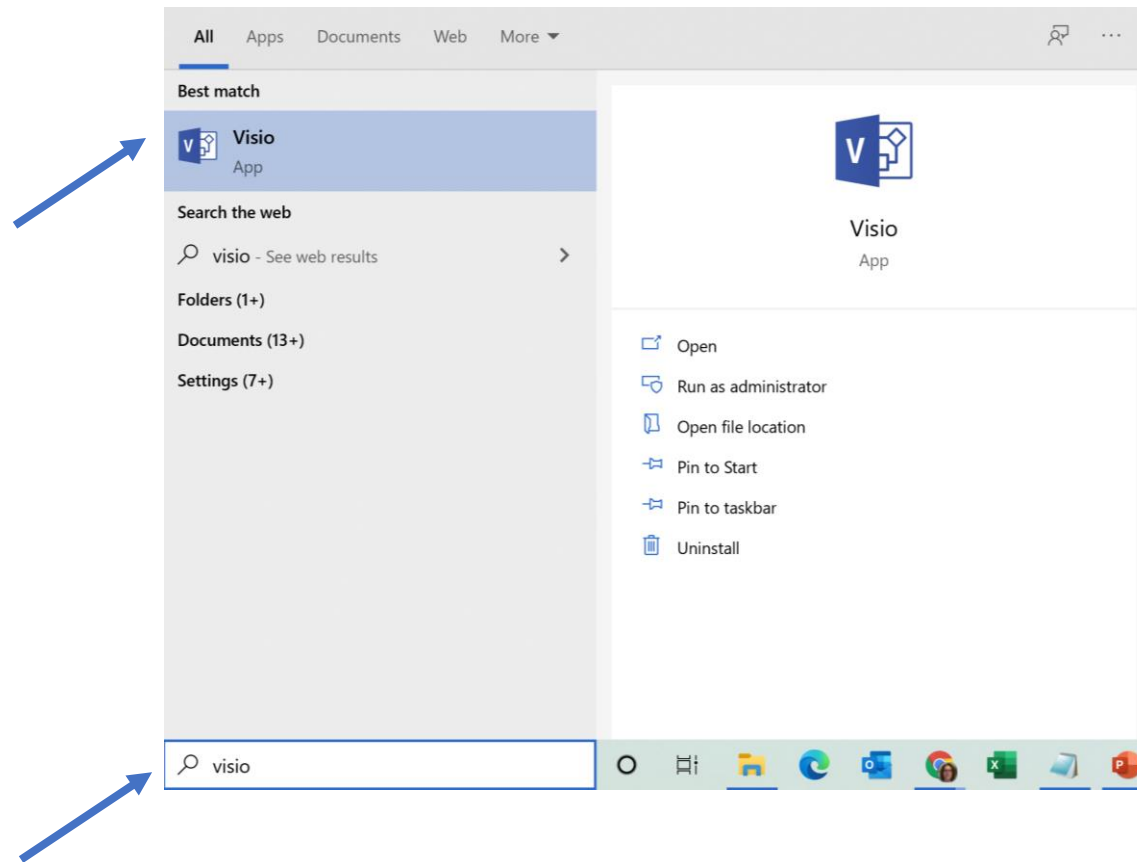 All Apps Documents Web More
Best match
Visio
App
Search the web
visio - See web results
Folders (1+)
Documents (13+)
Settings (7+)
Visio
App
Open
Run as administrator
Open file location
Pin to Start
Pin to taskbar
Uninstall
visio